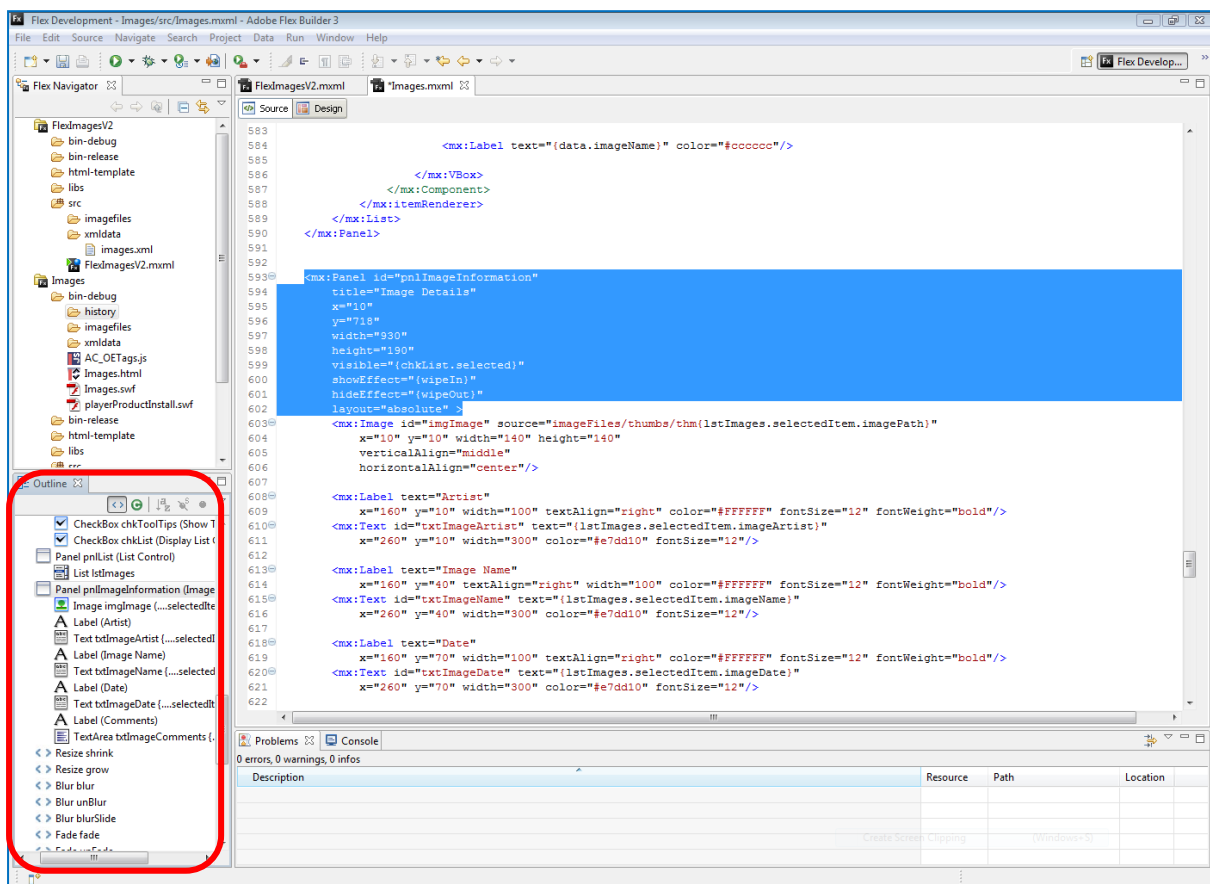 Flex Development - Images/src/Images.mxml - Adobe Flex Builder 3
File Edit Source Navigate Search Project Data Run Window Help
Flex Develop...
Flex Navigator
FlexImagesV2
bin-debug
bin-release
html-template
libs
src
imagefiles
xmldata
images.xml
FlexImagesV2.mxml
Images
bin-debug
history
imagefiles
xmldata
AC_OETags.js
Images.html
Images.swf
playerProductInstall.swf
bin-release
html-template
libs
src
FlexImagesV2.mxml *Images.mxml
Source Design
583
584 <mx:Label text="{data.imageName}" color="#cccccc"/>
585
586 </mx:VBox>
587 </mx:Component>
588 </mx:itemRenderer>
589 </mx:List>
590 </mx:Panel>
591
592
593 <mx:Panel id="pnlImageInformation"
594 title="Image Details"
595 x="10"
596 y="718"
597 width="930"
598 height="190"
599 visible="{chkList.selected}"
600 showEffect="{wipeIn}"
601 hideEffect="{wipeOut}"
602 layout="absolute" >
603 <mx:Image id="imgImage" source="imageFiles/thumbs/thm{lstImages.selectedItem.imagePath}"
604 x="10" y="10" width="140" height="140"
605 verticalAlign="middle"
606 horizontalAlign="center"/>
607
608 <mx:Label text="Artist"
609 x="160" y="10" width="100" textAlign="right" color="#FFFFFF" fontSize="12" fontWeight="bold"/>
610 <mx:Text id="txtImageArtist" text="{lstImages.selectedItem.imageArtist}"
611 x="260" y="10" width="300" color="#e7dd10" fontSize="12"/>
612
613 <mx:Label text="Image Name"
614 x="160" y="40" textAlign="right" width="100" color="#FFFFFF" fontSize="12" fontWeight="bold"/>
615 <mx:Text id="txtImageName" text="{lstImages.selectedItem.imageName}"
616 x="260" y="40" width="300" color="#e7dd10" fontSize="12"/>
617
618 <mx:Label text="Date"
619 x="160" y="70" width="100" textAlign="right" color="#FFFFFF" fontSize="12" fontWeight="bold"/>
620 <mx:Text id="txtImageDate" text="{lstImages.selectedItem.imageDate}"
621 x="260" y="70" width="300" color="#e7dd10" fontSize="12"/>
622
Outline
CheckBox chkToolTips (Show T
CheckBox chkList (Display List
Panel pnlList (List Control)
List lstImages
Panel pnlImageInformation (Image
Image imgImage (....selectedIte
Label (Artist)
Text txtImageArtist {....selectedI
Label (Image Name)
Text txtImageName {....selected
Label (Date)
Text txtImageDate {....selectedIt
Label (Comments)
TextArea txtImageComments {.
Resize shrink
Resize grow
Blur blur
Blur unBlur
Blur blurSlide
Fade fade
Fade unFade
Problems Console
0 errors, 0 warnings, 0 infos
Description Resource Path Location
Create Screen Clipping (Windows+S)